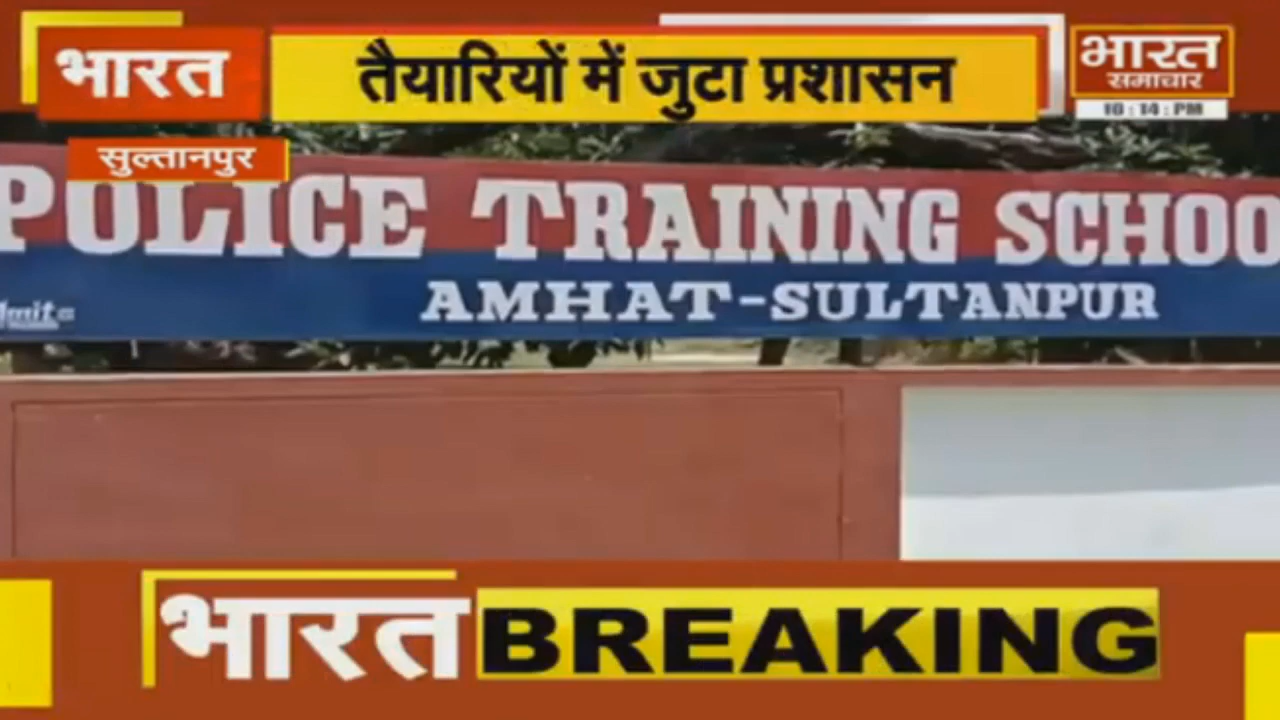 भारत
तैयारियों में जुटा प्रशासन
भारत
समाचार
10:14:PM
सुल्तानपुर
POLICE TRAINING SCHOO
AMHAT-SULTANPUR
भारत BREAKING